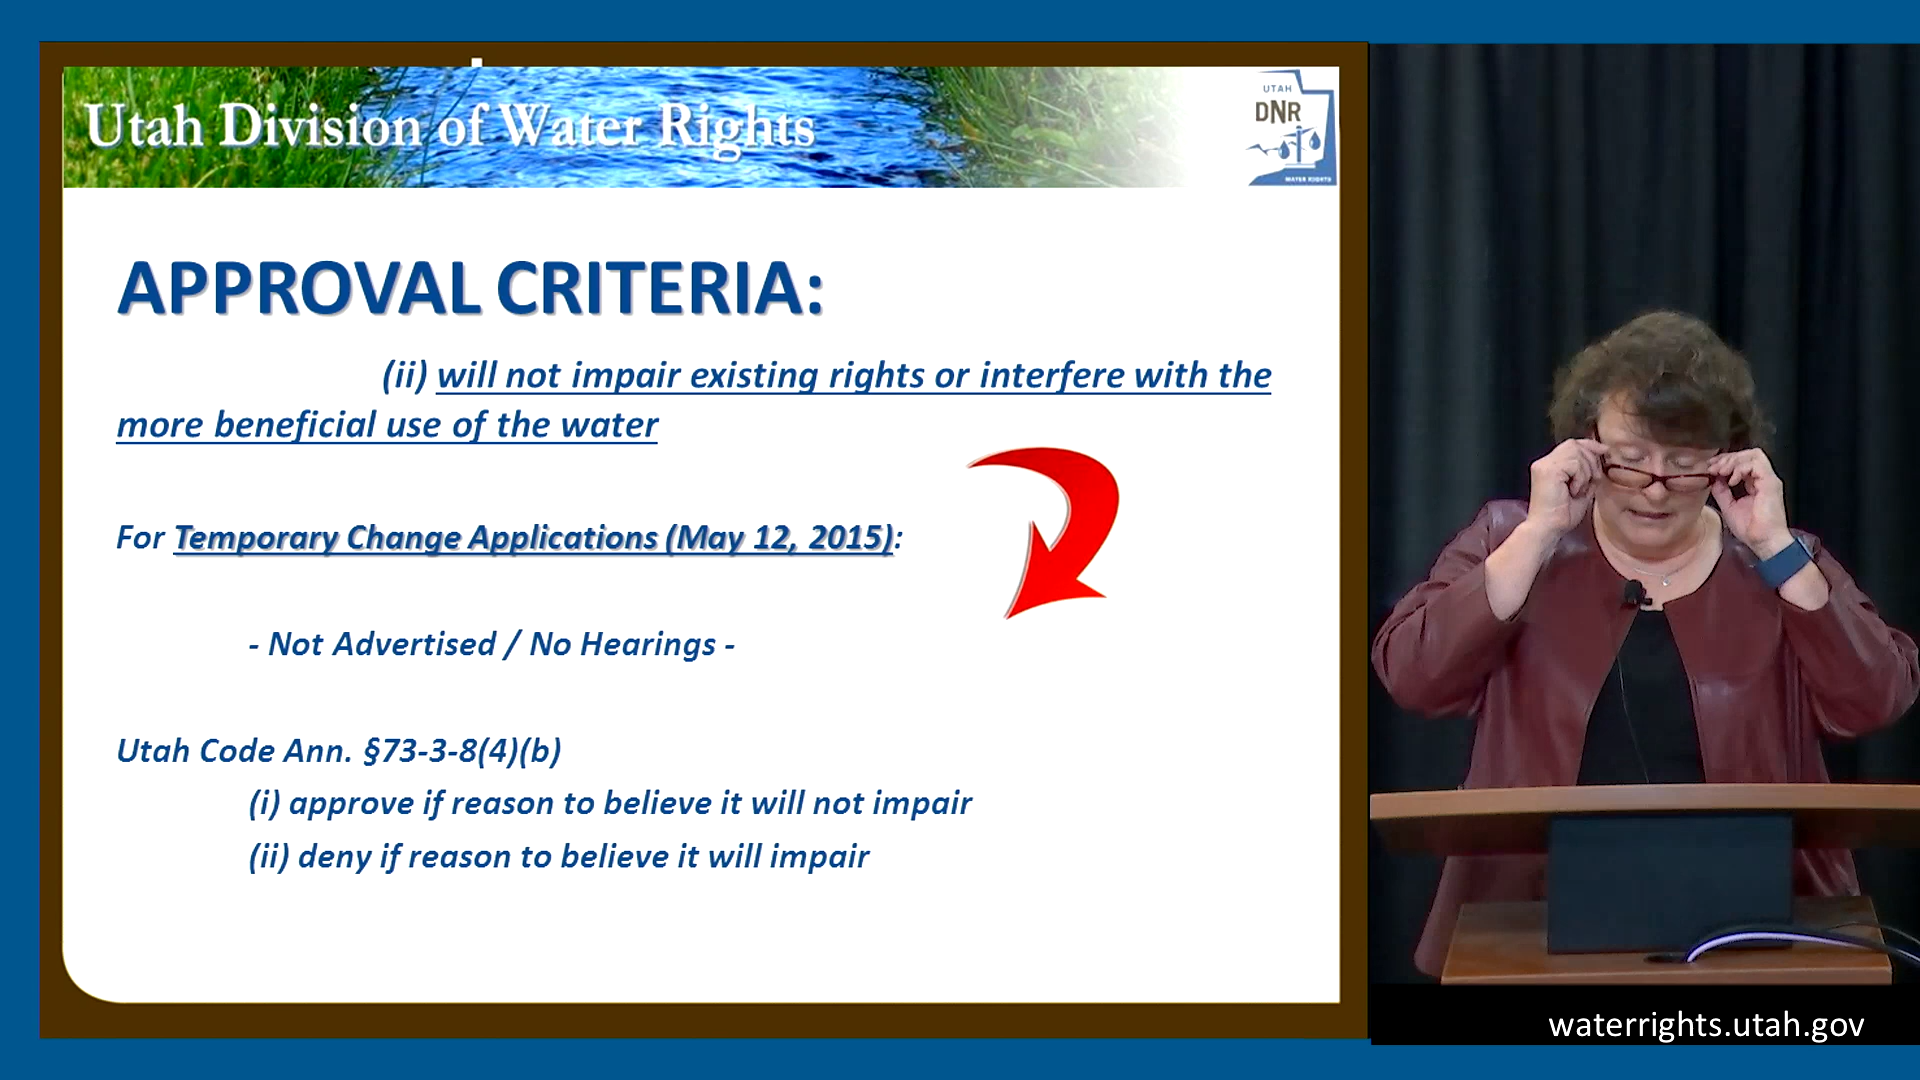 Utah Division of Water Rights
UTAH
DNR
WATER RIGHTS
APPROVAL CRITERIA:
(ii) will not impair existing rights or interfere with the
more beneficial use of the water
For Temporary Change Applications (May 12, 2015):
- Not Advertised / No Hearings -
Utah Code Ann. §73-3-8(4)(b)
(i) approve if reason to believe it will not impair
(ii) deny if reason to believe it will impair
waterrights.utah.gov